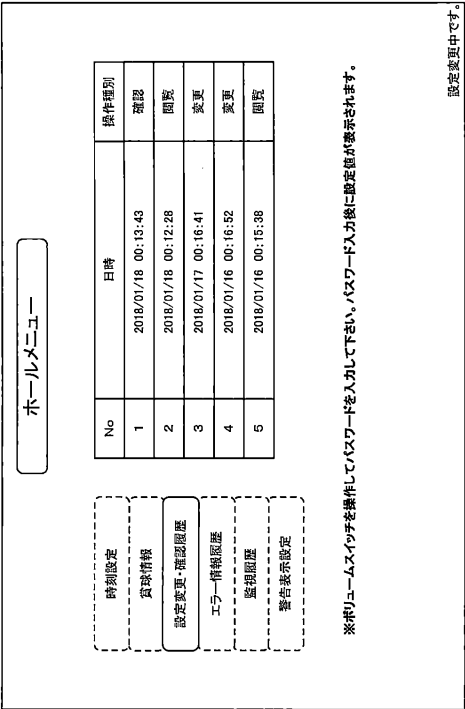 ホールメニュー
時刻設定
賞球情報
設定変更・確認履歴
エラー情報履歴
監視履歴
警告表示設定
No 日時 操作種別
1 2018/01/18 00:13:43 確認
2 2018/01/18 00:12:28 閲覧
3 2018/01/17 00:16:41 変更
4 2018/01/16 00:16:52 変更
5 2018/01/16 00:15:38 閲覧
※ボリュームスイッチを操作してパスワードを入力して下さい。パスワード入力後に設定値が表示されます。
設定変更中です。